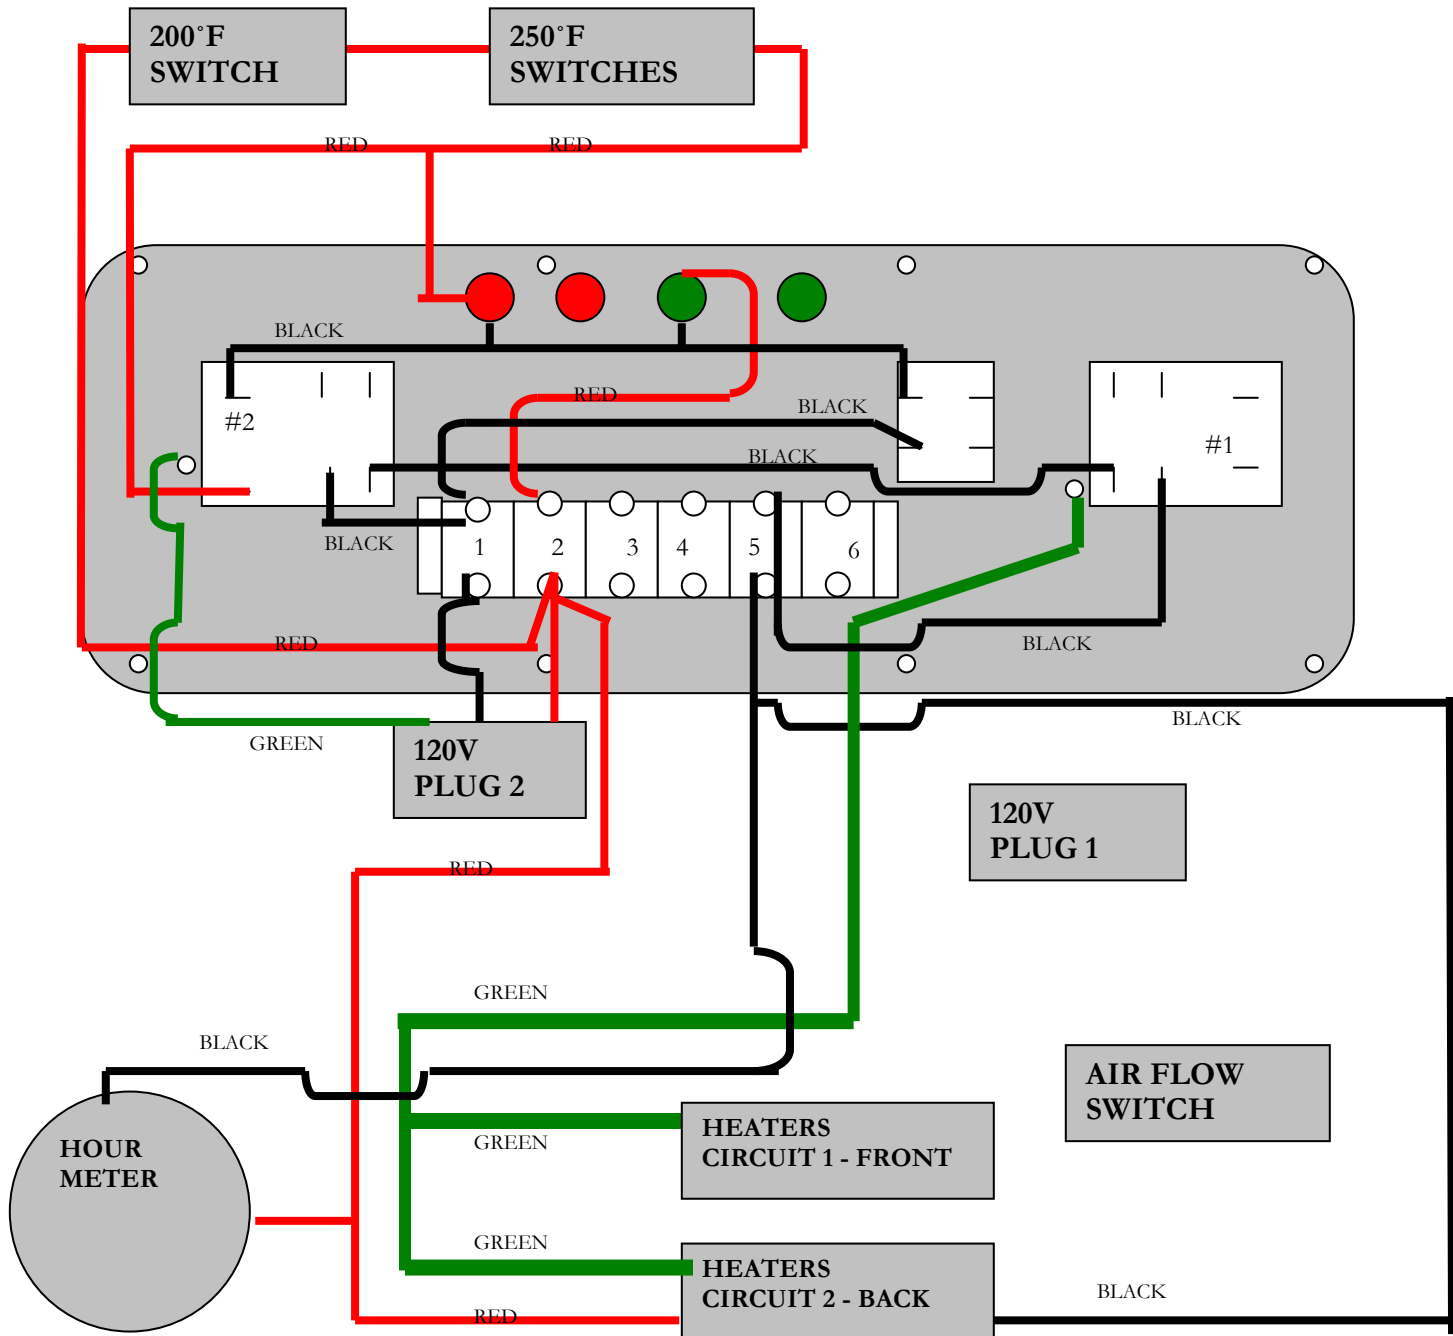 200°F
SWITCH
250°F
SWITCHES
RED
RED
BLACK
RED
BLACK
#2
#1
BLACK
BLACK
1
2
3
4
5
6
RED
BLACK
BLACK
GREEN
120V
PLUG 2
120V
PLUG 1
RED
GREEN
BLACK
AIR FLOW
SWITCH
HOUR
METER
GREEN
HEATERS
CIRCUIT 1 - FRONT
GREEN
HEATERS
CIRCUIT 2 - BACK
BLACK
RED